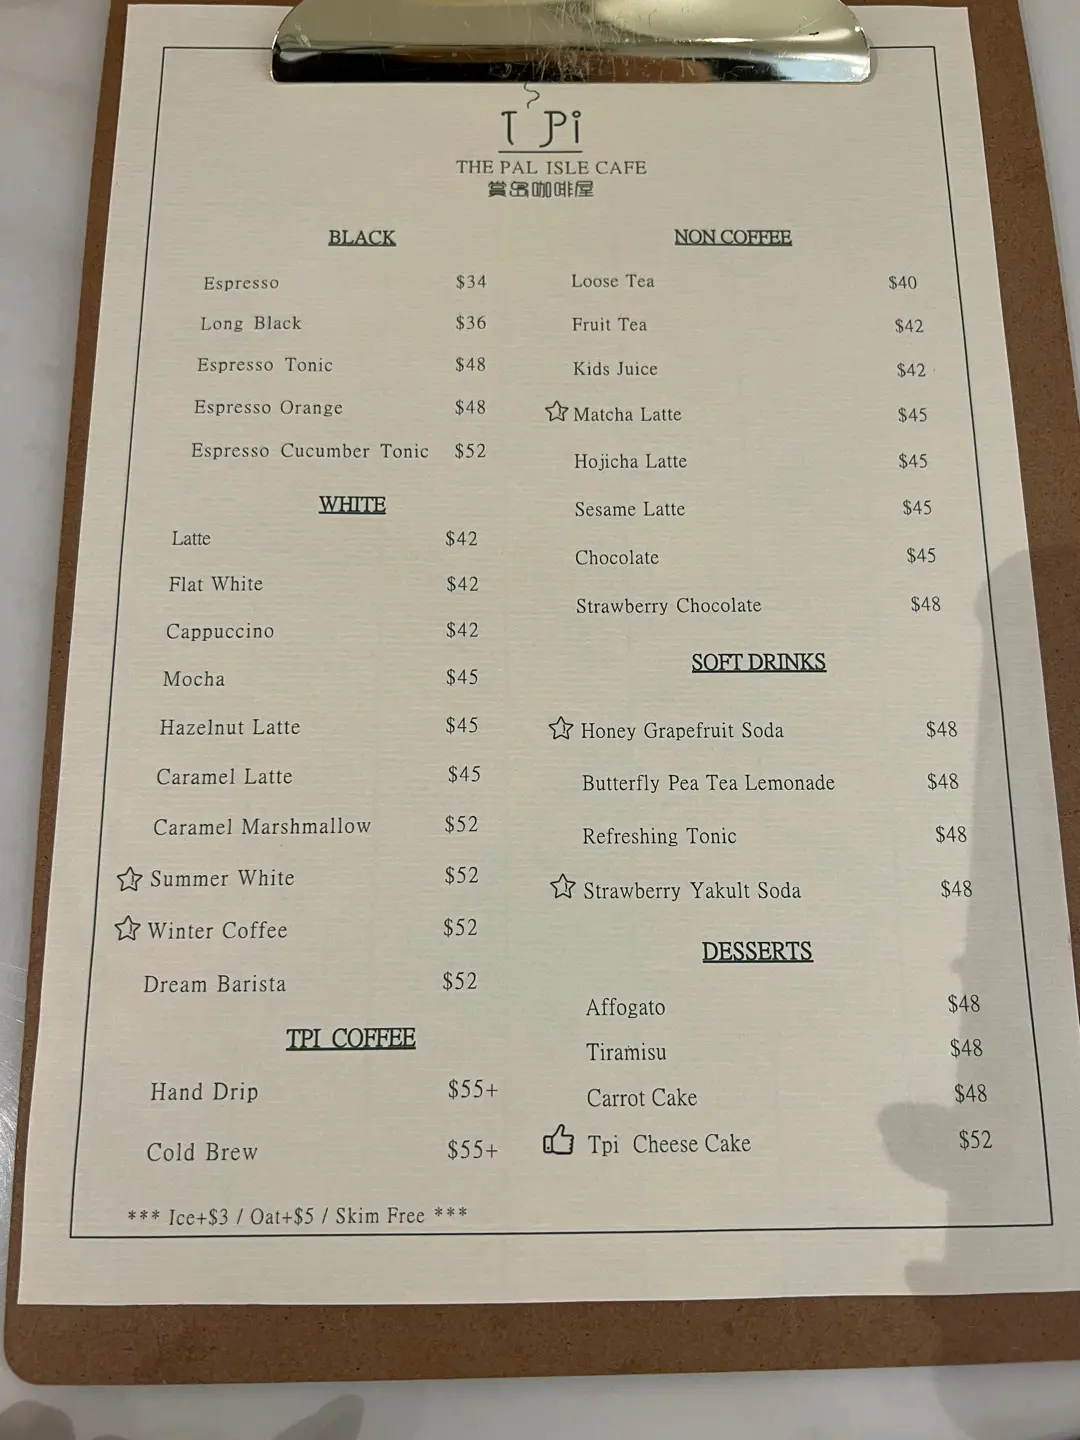 T Pi
THE PAL ISLE CAFE
賞島咖啡屋
BLACK
Espresso $34
Long Black $36
Espresso Tonic $48
Espresso Orange $48
Espresso Cucumber Tonic $52
WHITE
Latte $42
Flat White $42
Cappuccino $42
Mocha $45
Hazelnut Latte $45
Caramel Latte $45
Caramel Marshmallow $52
Summer White $52
Winter Coffee $52
Dream Barista $52
TPI COFFEE
Hand Drip $55+
Cold Brew $55+
*** Ice+$3 / Oat+$5 / Skim Free ***
NON COFFEE
Loose Tea $40
Fruit Tea $42
Kids Juice $42
Matcha Latte $45
Hojicha Latte $45
Sesame Latte $45
Chocolate $45
Strawberry Chocolate $48
SOFT DRINKS
Honey Grapefruit Soda $48
Butterfly Pea Tea Lemonade $48
Refreshing Tonic $48
Strawberry Yakult Soda $48
DESSERTS
Affogato $48
Tiramisu $48
Carrot Cake $48
Tpi Cheese Cake $52